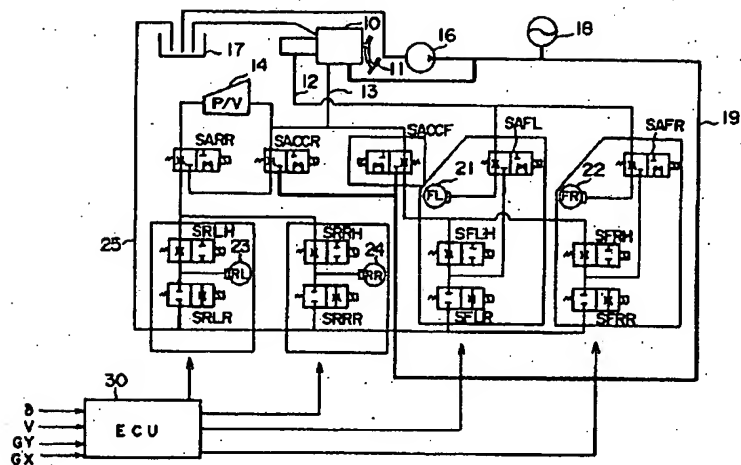 10
16
18
17
11
14
12
13
P/V
19
SARR
SACCR
SACCF
SAFL
SAFR
21
22
FL
FR
25
SRLH
23
SRRH
24
SFLH
SFRH
RL
RR
SRLR
SRRR
SFLR
SFRR
30
ECU
V
GY
GX